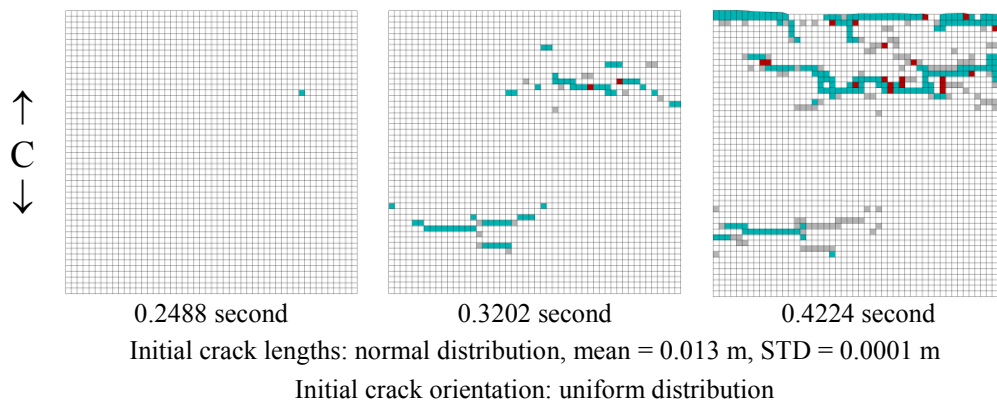 ↑
C
↓
0.2488 second
0.3202 second
0.4224 second
Initial crack lengths: normal distribution, mean = 0.013 m, STD = 0.0001 m
Initial crack orientation: uniform distribution